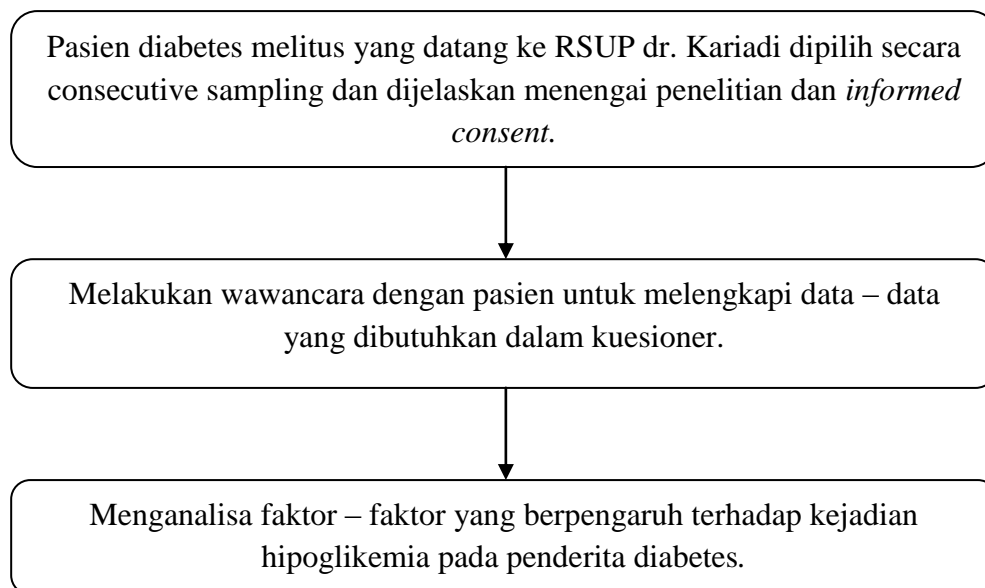 Pasien diabetes melitus yang datang ke RSUP dr. Kariadi dipilih secara
consecutive sampling dan dijelaskan menengai penelitian dan informed
consent.
Melakukan wawancara dengan pasien untuk melengkapi data – data
yang dibutuhkan dalam kuesioner.
Menganalisa faktor – faktor yang berpengaruh terhadap kejadian
hipoglikemia pada penderita diabetes.